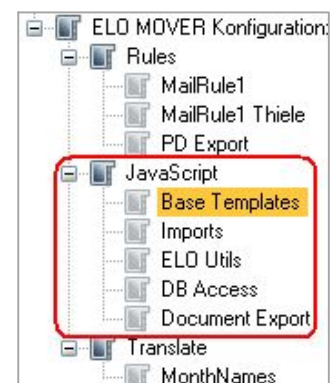 ELO MOVER Konfiguration:
Rules
MailRule1
MailRule1 Thiele
PD Export
JavaScript
Base Templates
Imports
ELO Utils
DB Access
Document Export
Translate
MonthNames